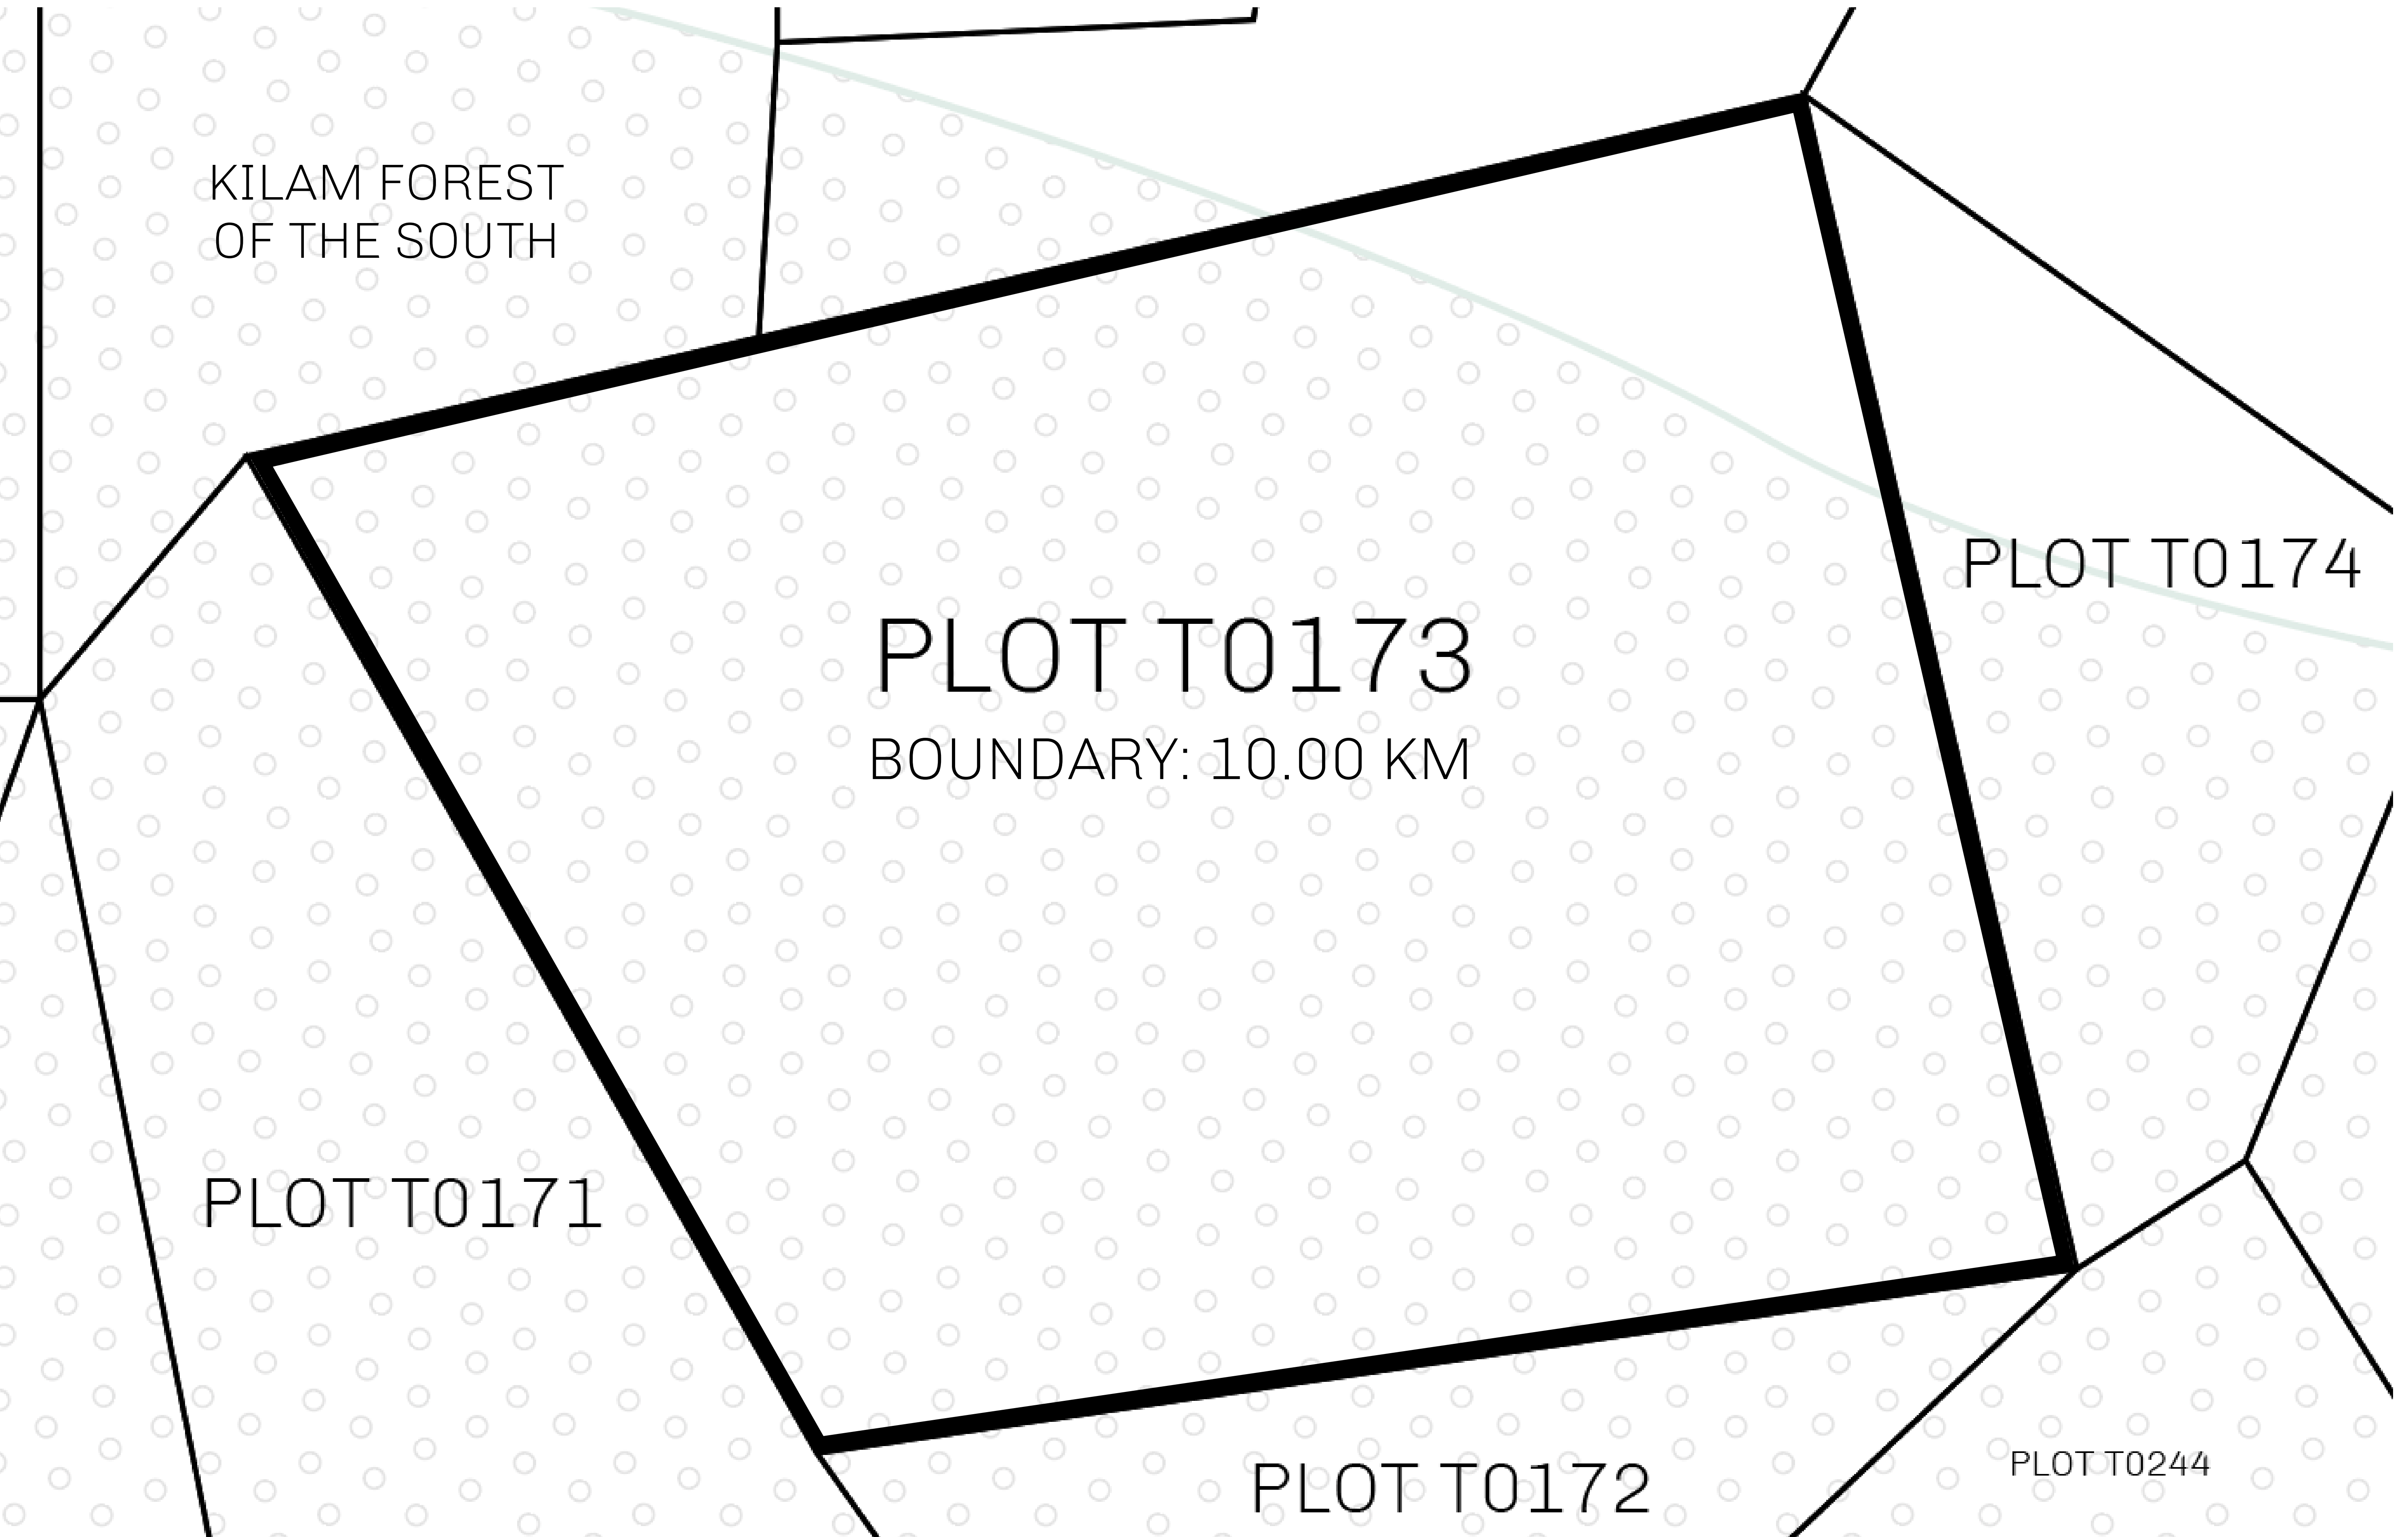 KILAM FOREST
OF THE SOUTH
PLOT T0174
PLOT T0173
BOUNDARY: 10.00 KM
PLOT T0171
PLOT T0172
PLOT T0244